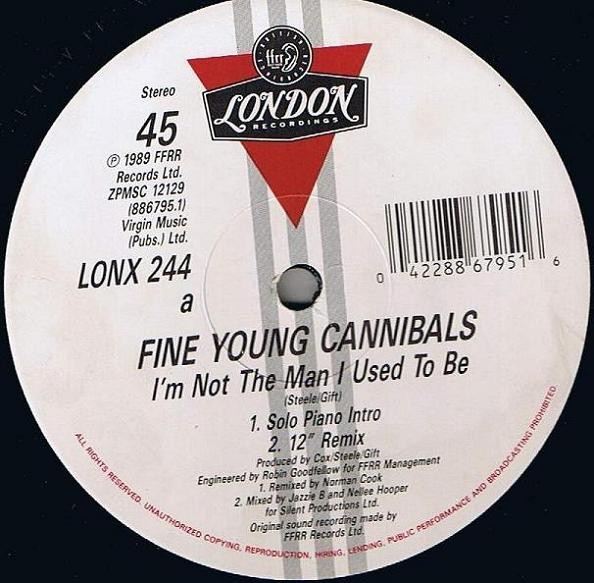 ffrr
LONDON
RECORDINGS
Stereo
45
℗ 1989 FFRR
Records Ltd.
ZPMSC 12129
(886795.1)
Virgin Music
(Pubs.) Ltd.
LONX 244
a
0 42288 67951 6
FINE YOUNG CANNIBALS
I'm Not The Man I Used To Be
(Steele/Gift)
1. Solo Piano Intro
2. 12" Remix
Produced by Cox/Steele/Gift
Engineered by Robin Goodfellow for FFRR Management
1. Remixed by Norman Cook
2. Mixed by Jazzie B and Nellee Hooper
for Silent Productions Ltd.
Original sound recording made by
FFRR Records Ltd.
ALL RIGHTS RESERVED. UNAUTHORIZED COPYING, REPRODUCTION, HIRING, LENDING, PUBLIC PERFORMANCE AND BROADCASTING PROHIBITED.